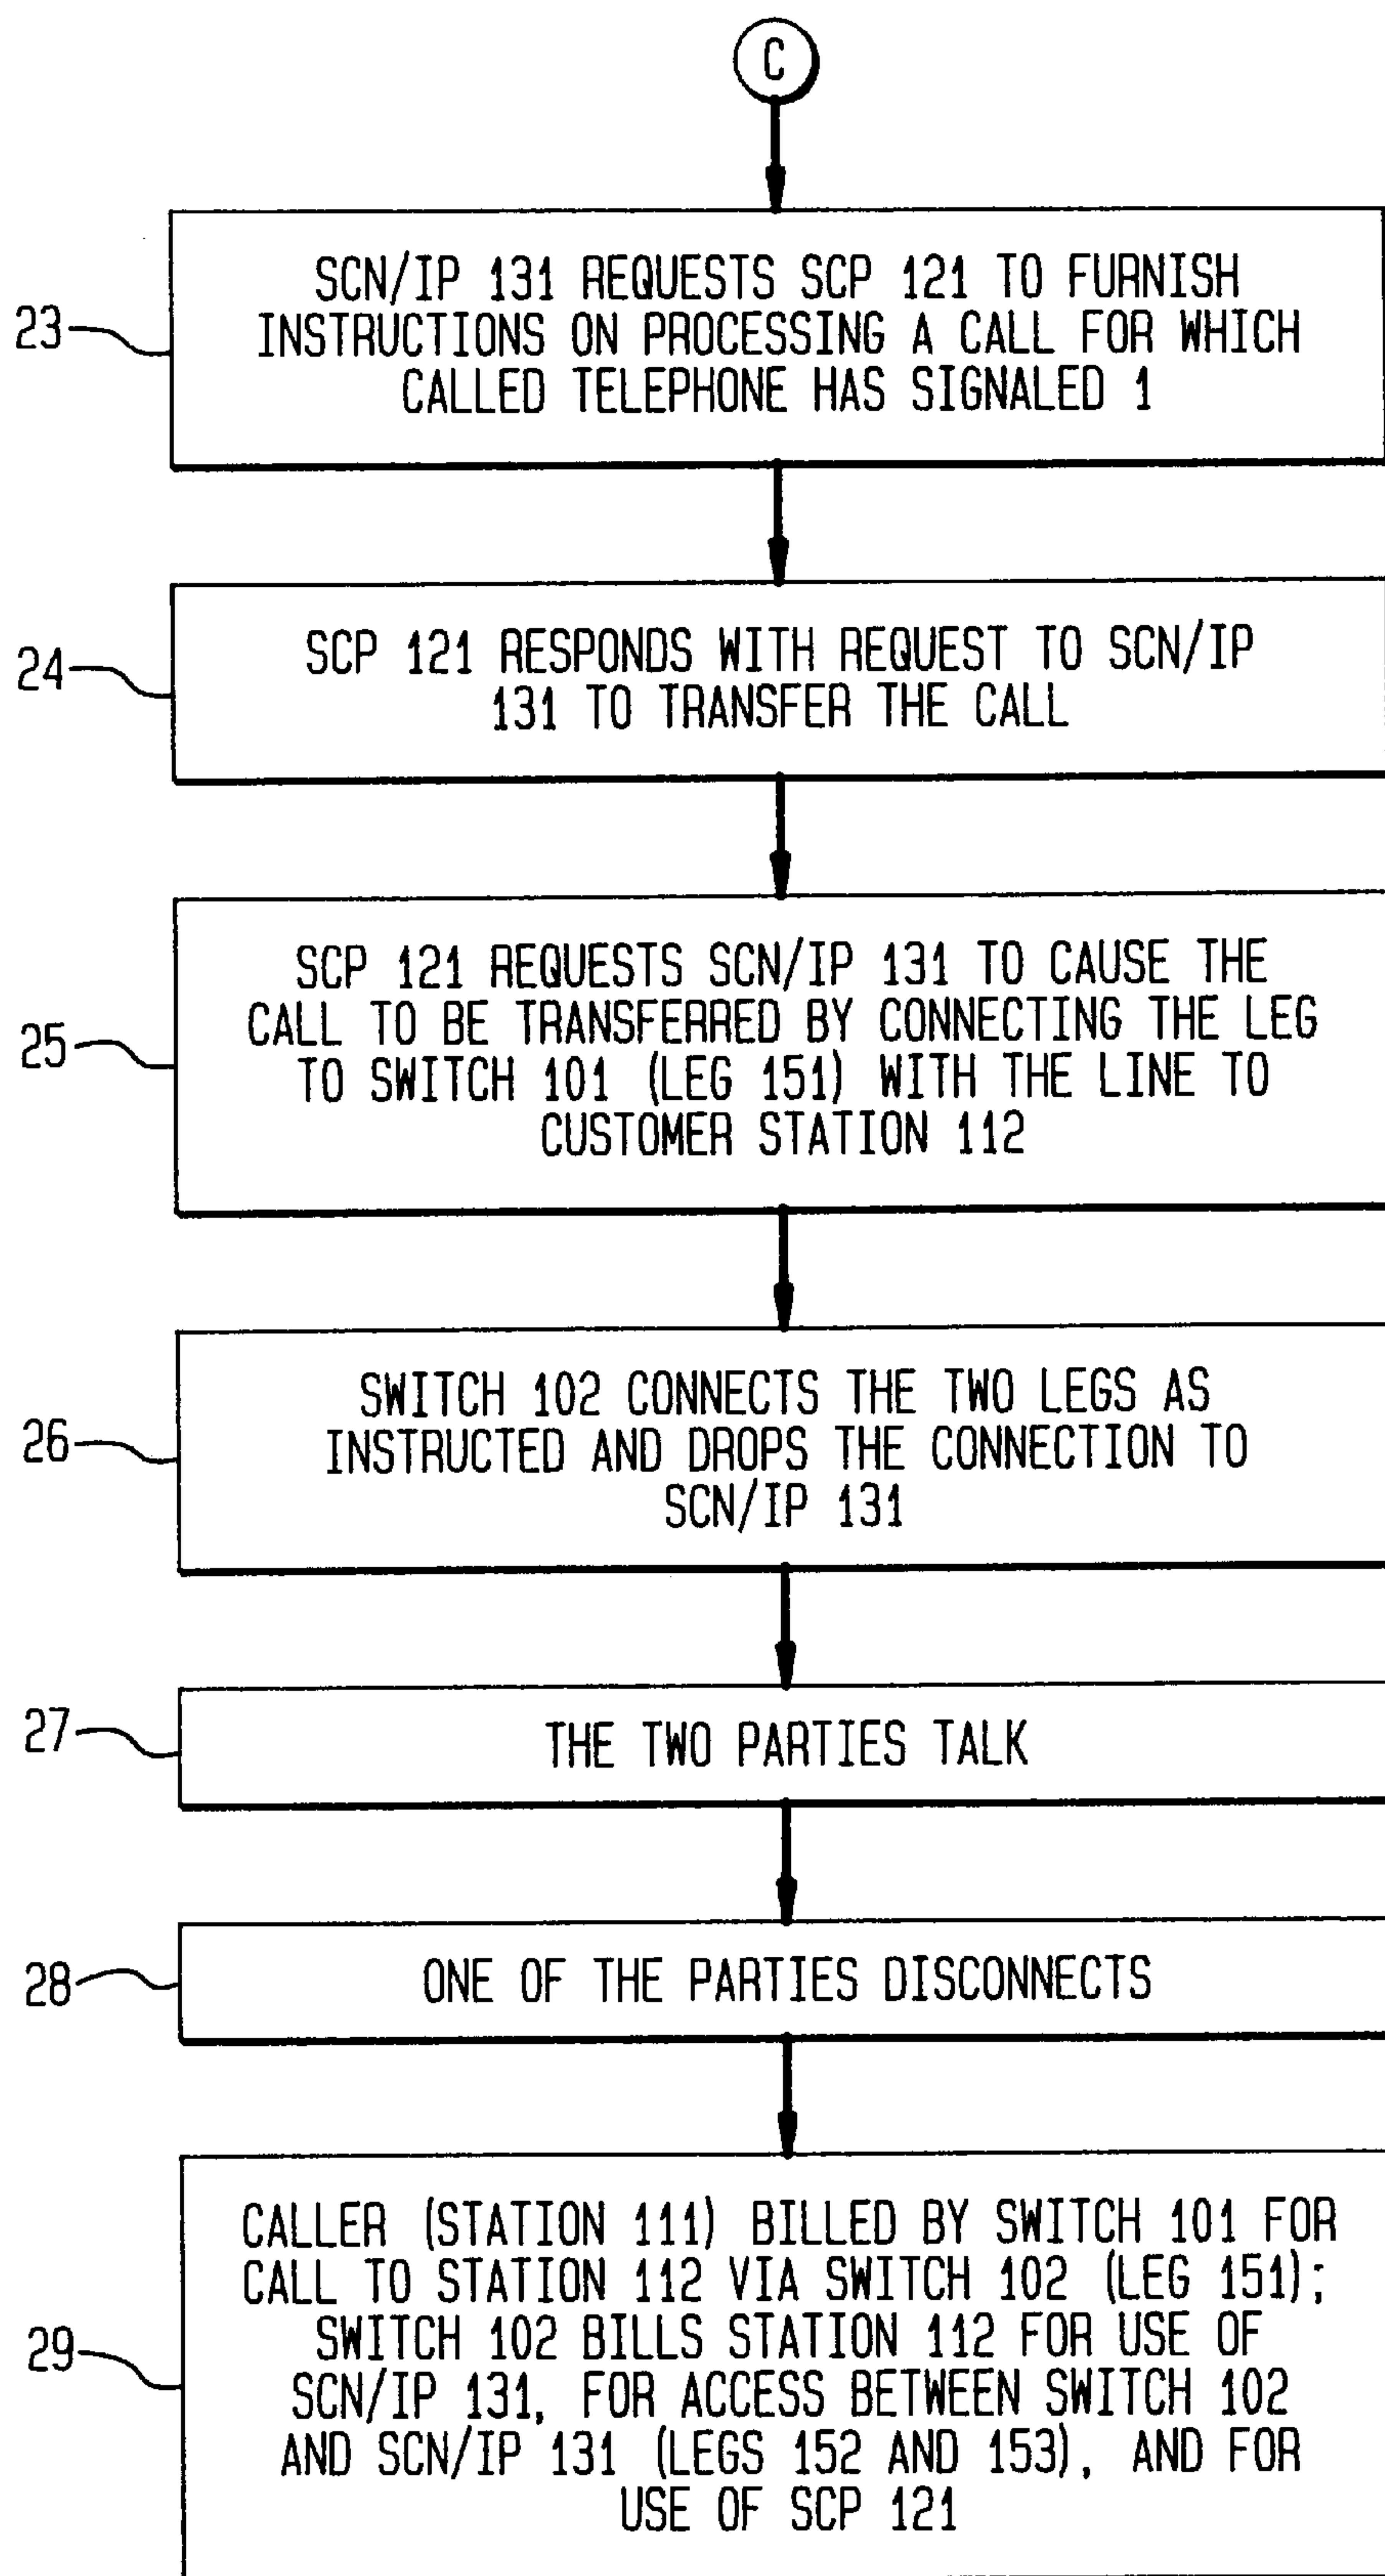 C
23
SCN/IP 131 REQUESTS SCP 121 TO FURNISH
INSTRUCTIONS ON PROCESSING A CALL FOR WHICH
CALLED TELEPHONE HAS SIGNALED 1
24
SCP 121 RESPONDS WITH REQUEST TO SCN/IP
131 TO TRANSFER THE CALL
25
SCP 121 REQUESTS SCN/IP 131 TO CAUSE THE
CALL TO BE TRANSFERRED BY CONNECTING THE LEG
TO SWITCH 101 (LEG 151) WITH THE LINE TO
CUSTOMER STATION 112
26
SWITCH 102 CONNECTS THE TWO LEGS AS
INSTRUCTED AND DROPS THE CONNECTION TO
SCN/IP 131
27
THE TWO PARTIES TALK
28
ONE OF THE PARTIES DISCONNECTS
29
CALLER (STATION 111) BILLED BY SWITCH 101 FOR
CALL TO STATION 112 VIA SWITCH 102 (LEG 151);
SWITCH 102 BILLS STATION 112 FOR USE OF
SCN/IP 131, FOR ACCESS BETWEEN SWITCH 102
AND SCN/IP 131 (LEGS 152 AND 153), AND FOR
USE OF SCP 121